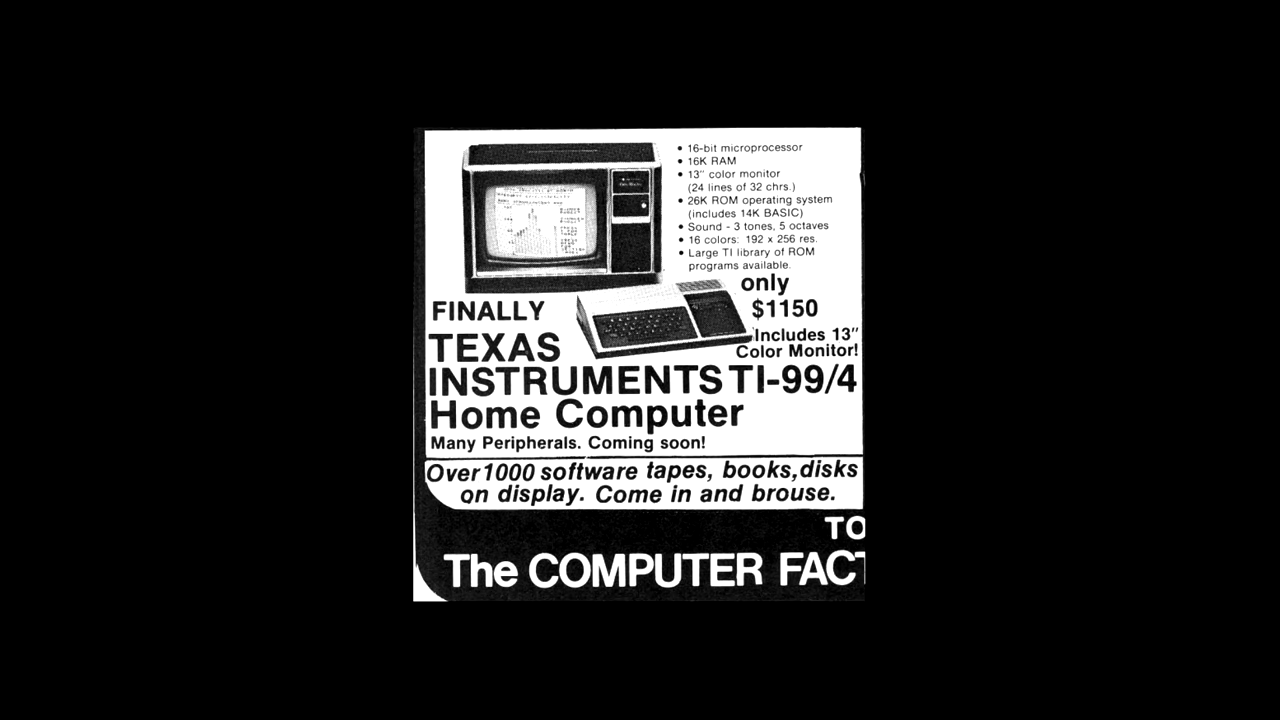 • 16-bit microprocessor
• 16K RAM
• 13" color monitor
(24 lines of 32 chrs.)
• 26K ROM operating system
(includes 14K BASIC)
• Sound - 3 tones, 5 octaves
• 16 colors: 192 x 256 res.
• Large TI library of ROM
programs available.
only
$1150
Includes 13"
Color Monitor!
FINALLY
TEXAS
INSTRUMENTS TI-99/4
Home Computer
Many Peripherals. Coming soon!
Over 1000 software tapes, books, disks
on display. Come in and brouse.
TO
The COMPUTER FACT